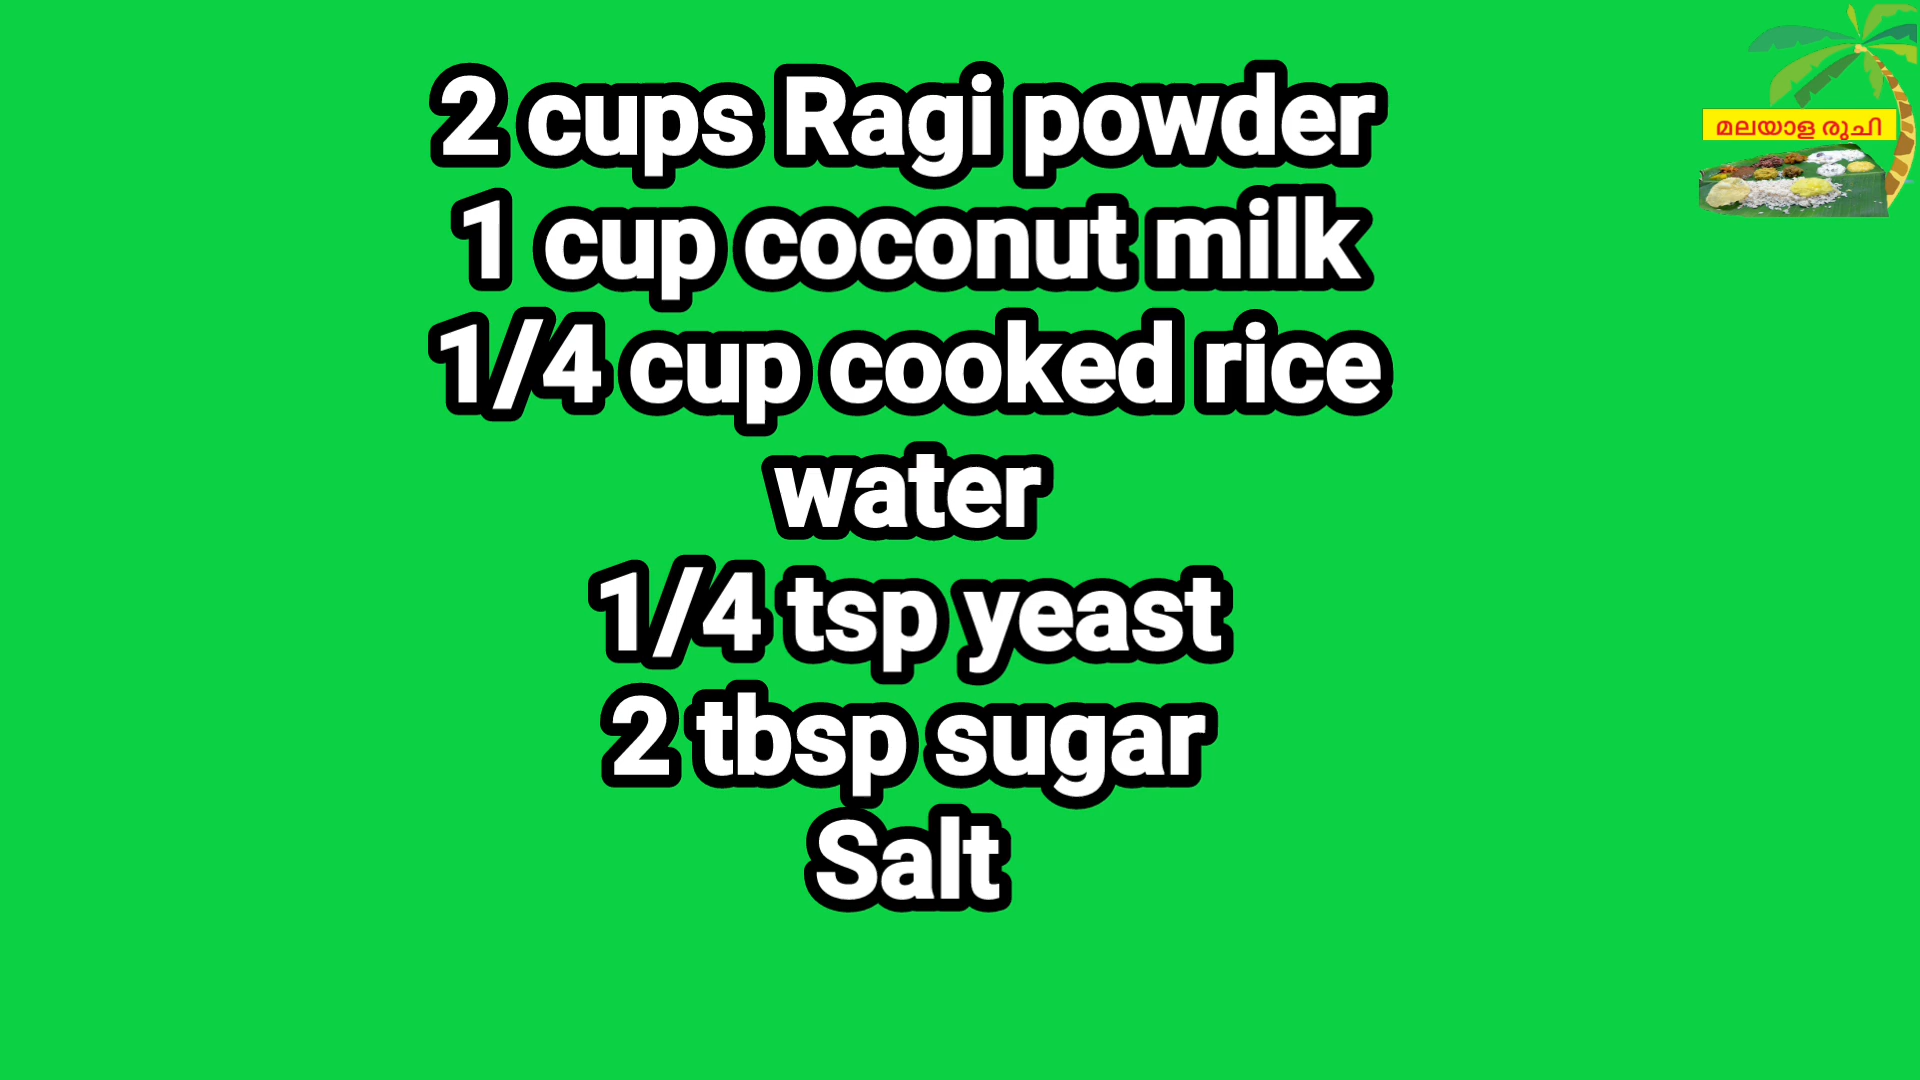 2 cups Ragi powder
1 cup coconut milk
1/4 cup cooked rice
water
1/4 tsp yeast
2 tbsp sugar
Salt
മലയാള രുചി